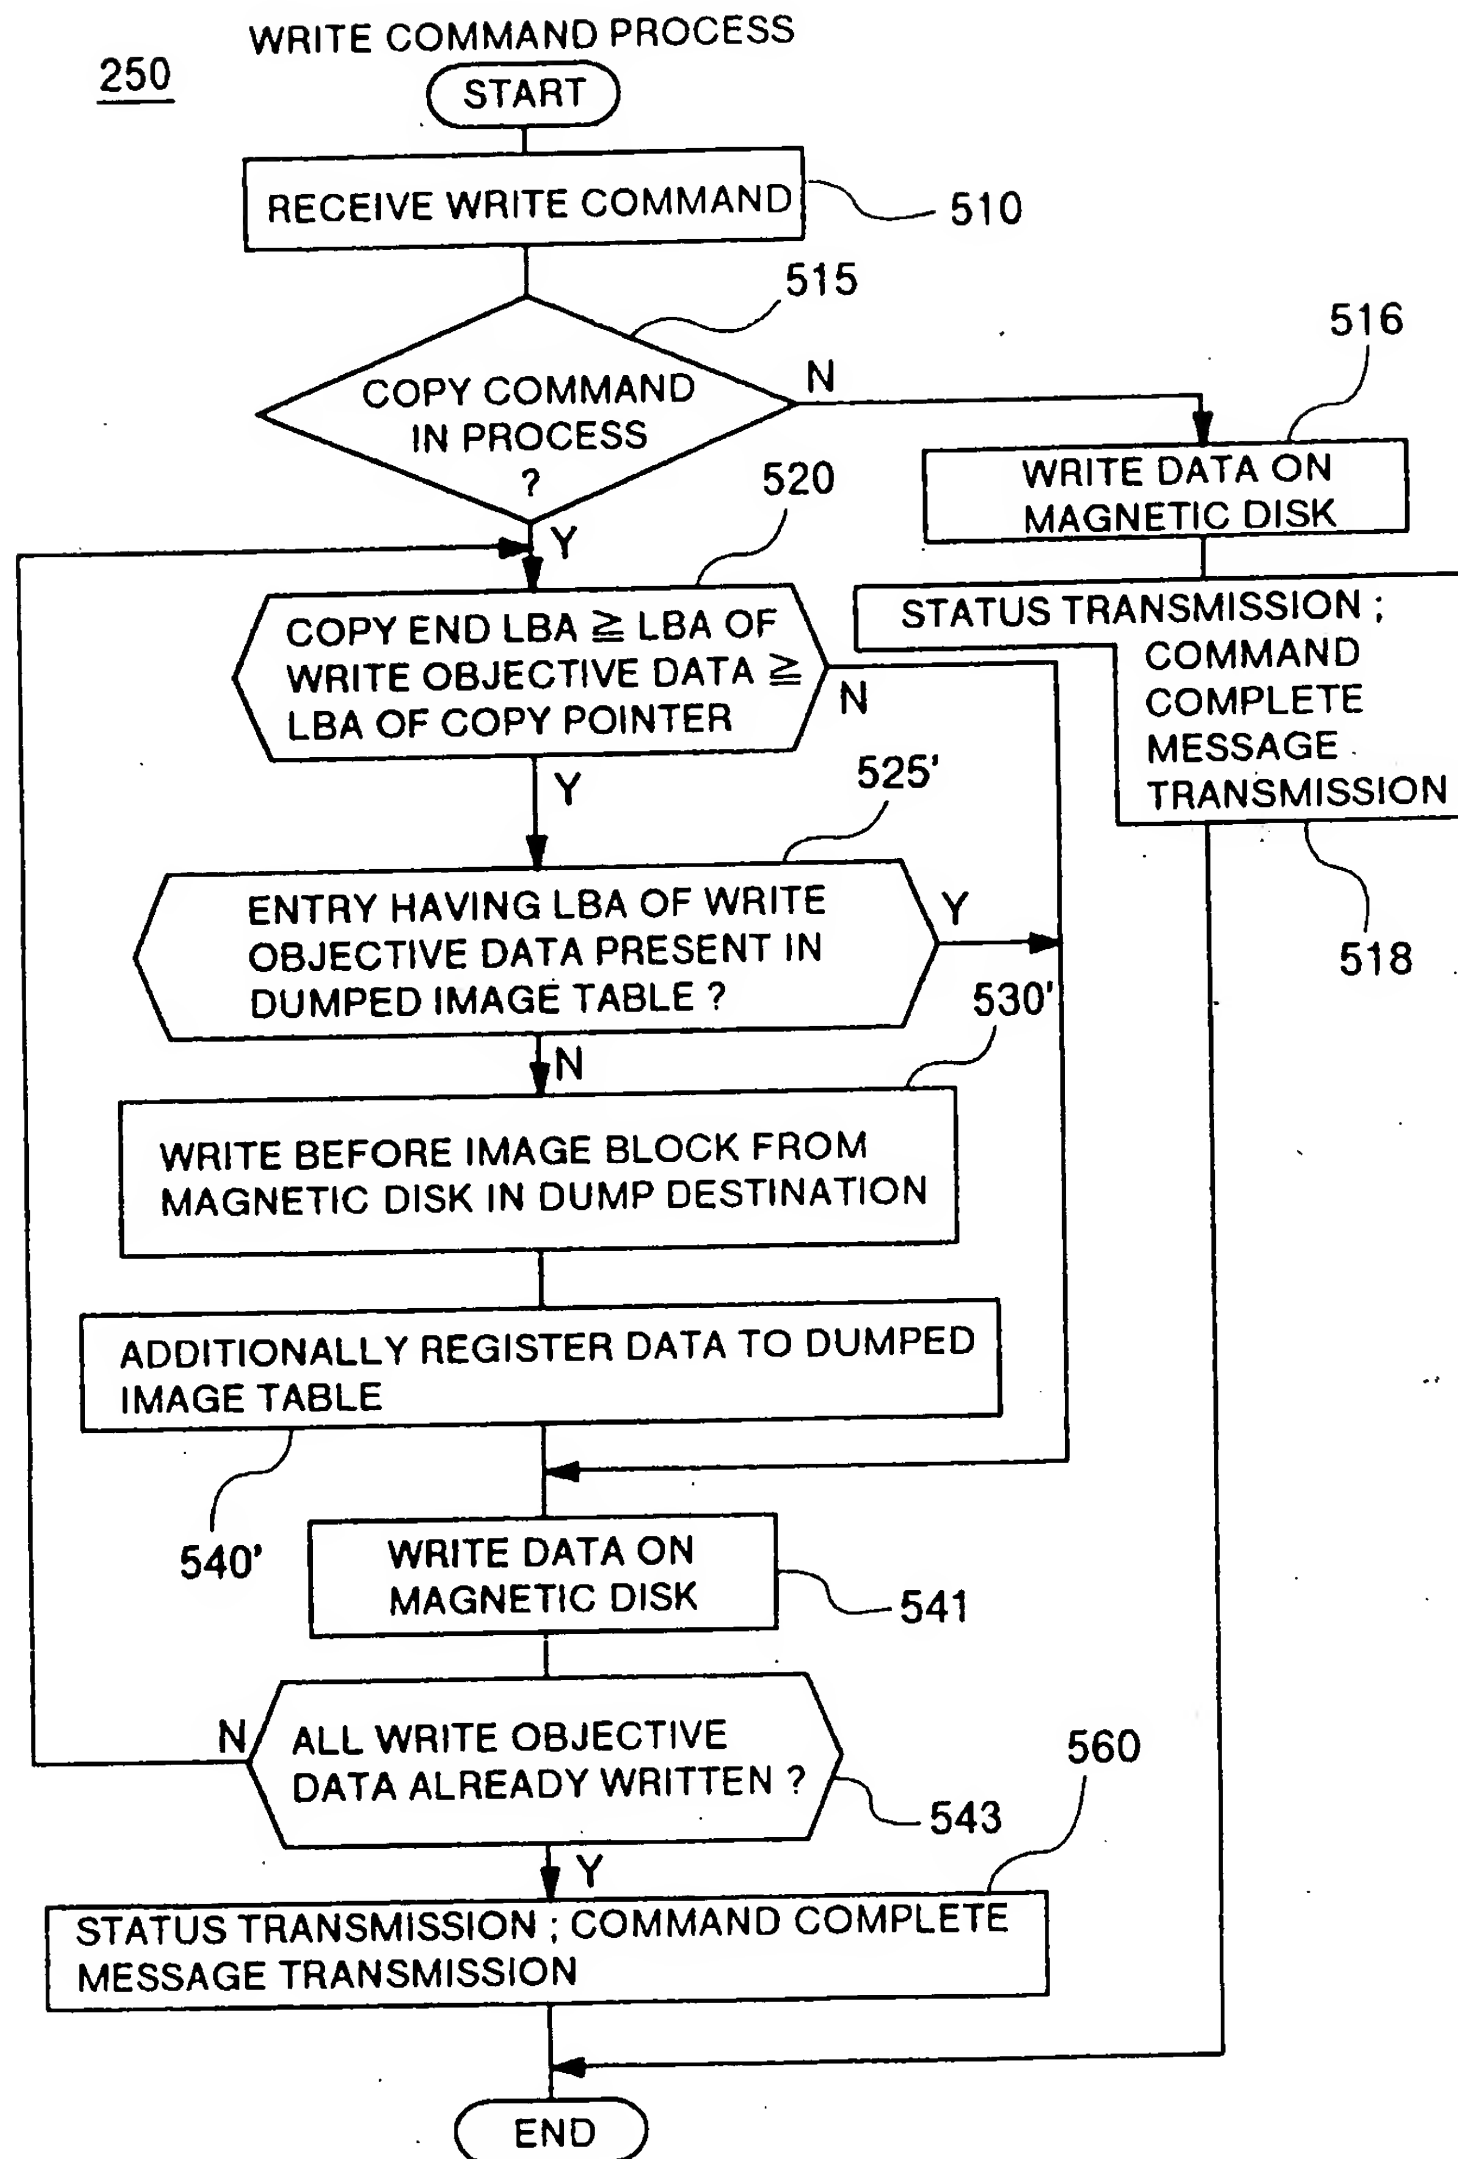 WRITE COMMAND PROCESS
250
START
RECEIVE WRITE COMMAND
510
515
COPY COMMAND
IN PROCESS
?
N
516
WRITE DATA ON
MAGNETIC DISK
Y
520
COPY END LBA ≧ LBA OF
WRITE OBJECTIVE DATA ≧
LBA OF COPY POINTER
N
STATUS TRANSMISSION ;
COMMAND
COMPLETE
MESSAGE
TRANSMISSION
518
Y
525'
ENTRY HAVING LBA OF WRITE
OBJECTIVE DATA PRESENT IN
DUMPED IMAGE TABLE ?
Y
N
530'
WRITE BEFORE IMAGE BLOCK FROM
MAGNETIC DISK IN DUMP DESTINATION
ADDITIONALLY REGISTER DATA TO DUMPED
IMAGE TABLE
540'
WRITE DATA ON
MAGNETIC DISK
541
N
ALL WRITE OBJECTIVE
DATA ALREADY WRITTEN ?
543
560
Y
STATUS TRANSMISSION ; COMMAND COMPLETE
MESSAGE TRANSMISSION
END